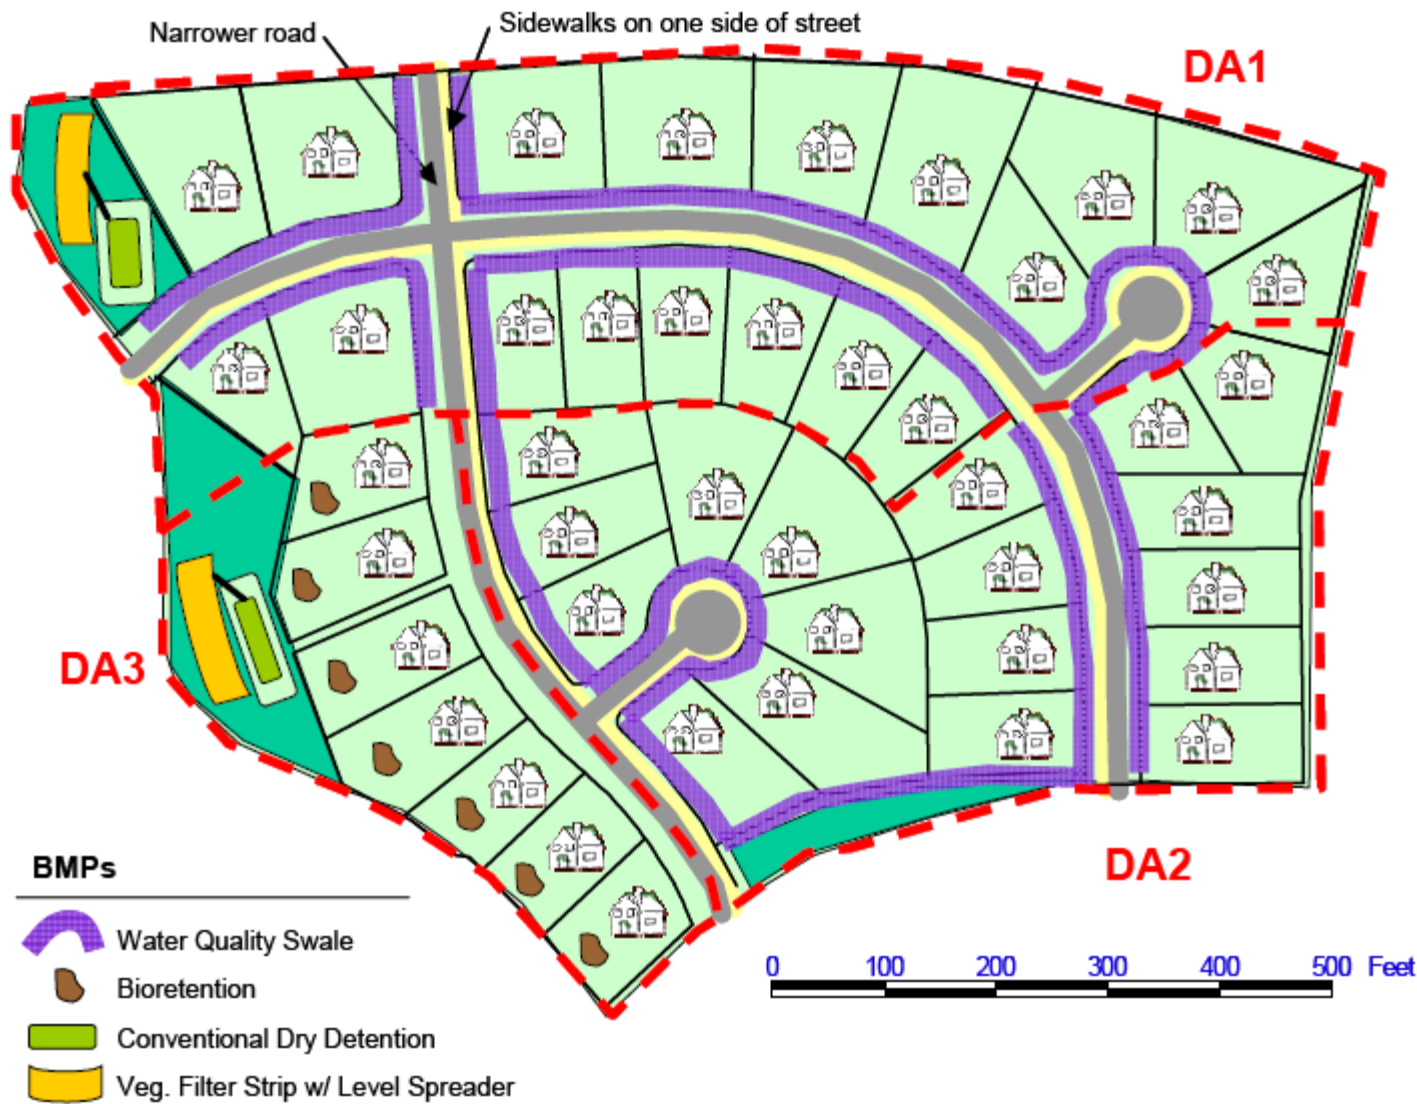 Narrower road
Sidewalks on one side of street
DA1
DA3
DA2
BMPs
Water Quality Swale
Bioretention
Conventional Dry Detention
Veg. Filter Strip w/ Level Spreader
0 100 200 300 400 500 Feet